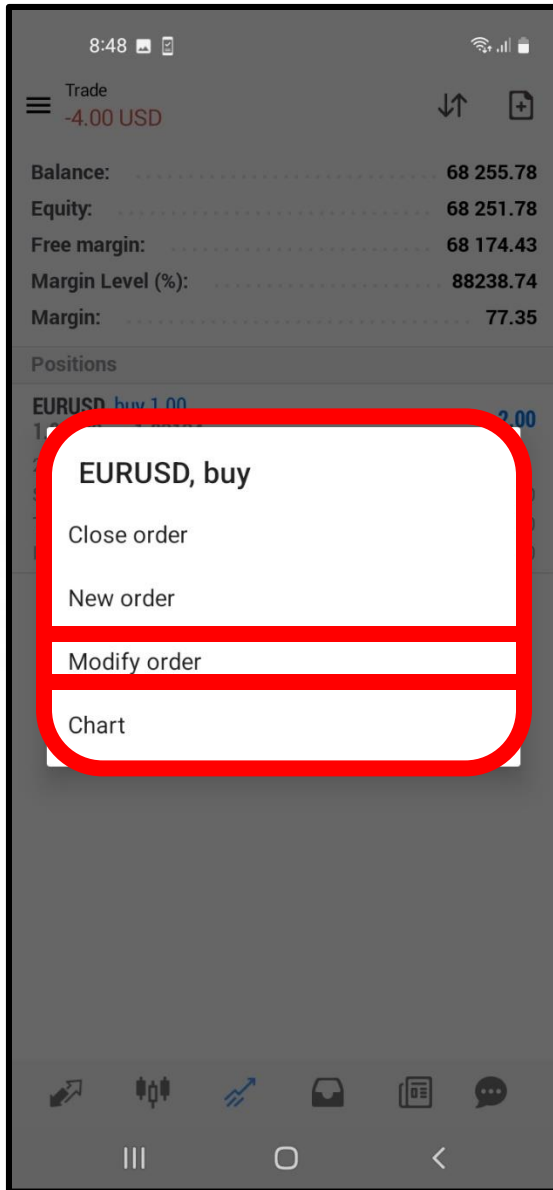 8:48
Trade
-4.00 USD
Balance: 68 255.78
Equity: 68 251.78
Free margin: 68 174.43
Margin Level (%): 88238.74
Margin: 77.35
Positions
EURUSD, buy 1.00
2.00
EURUSD, buy
Close order
New order
Modify order
Chart